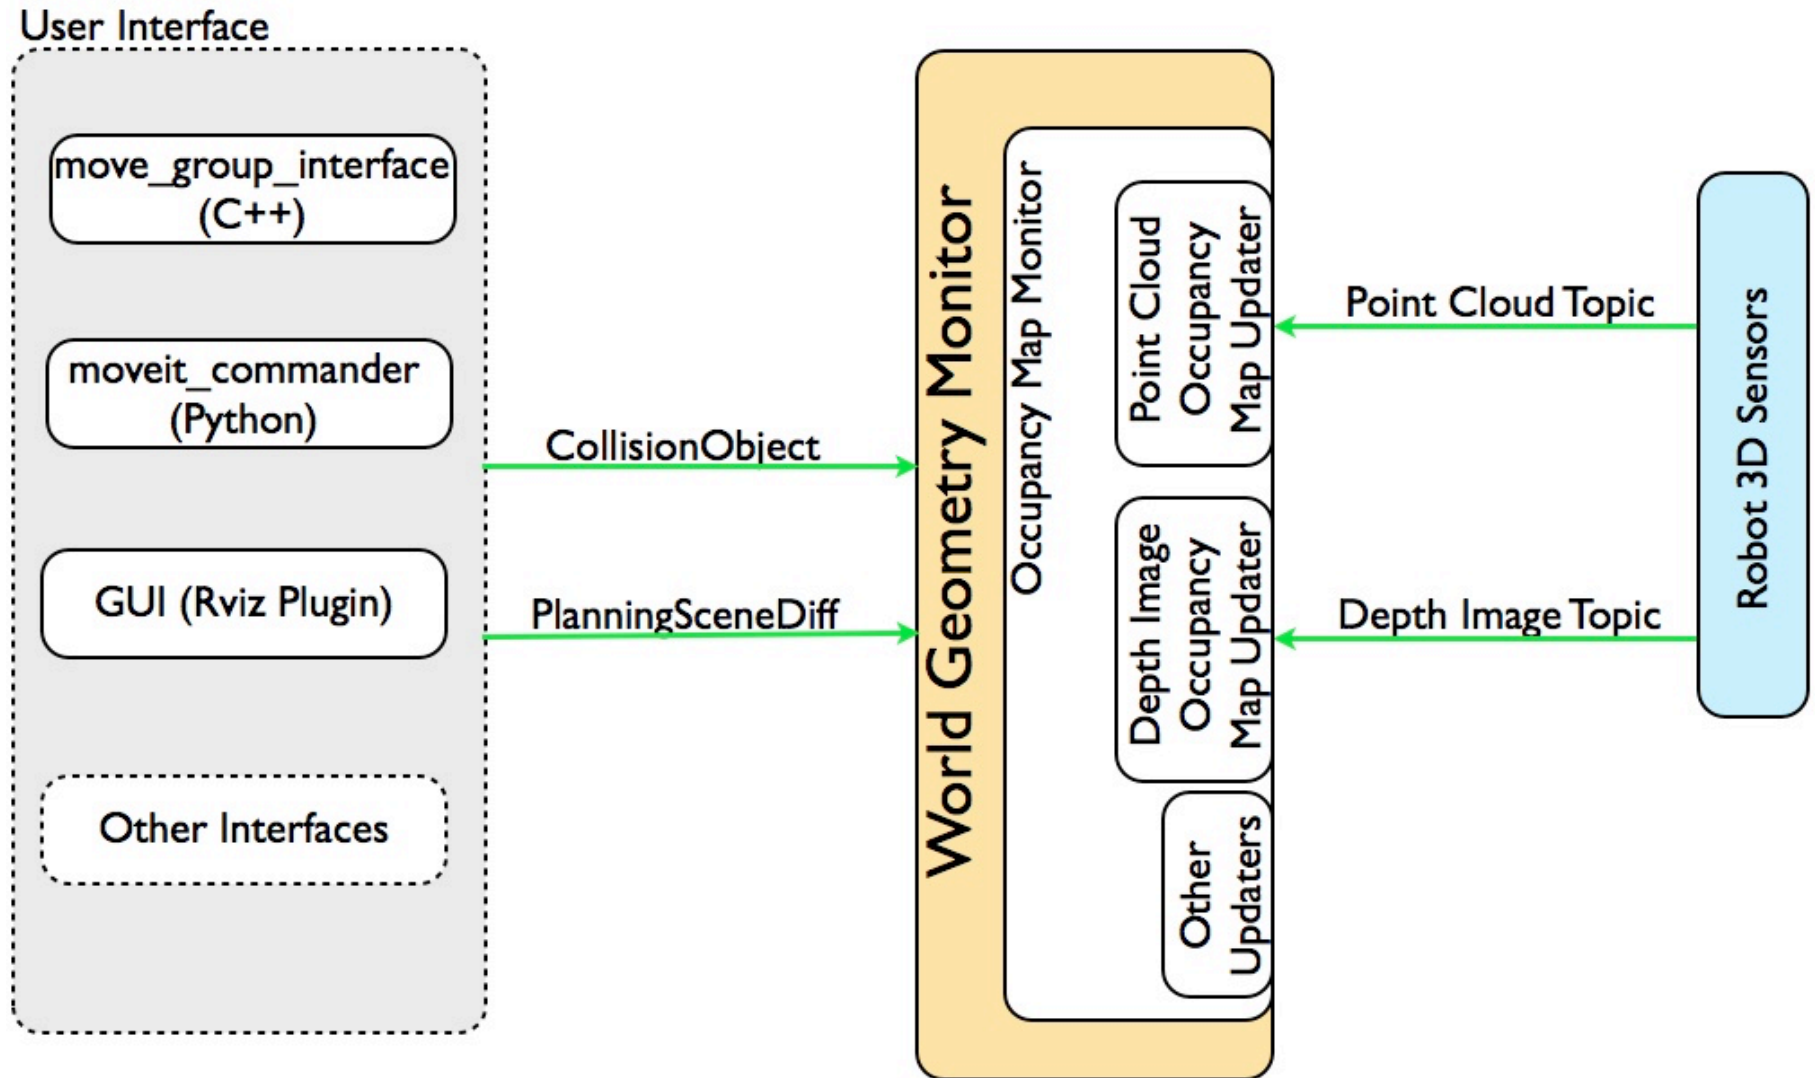 User Interface
move_group_interface
(C++)
moveit_commander
(Python)
GUI (Rviz Plugin)
Other Interfaces
CollisionObject
PlanningSceneDiff
World Geometry Monitor
Occupancy Map Monitor
Point Cloud
Occupancy
Map Updater
Depth Image
Occupancy
Map Updater
Other
Updaters
Point Cloud Topic
Depth Image Topic
Robot 3D Sensors